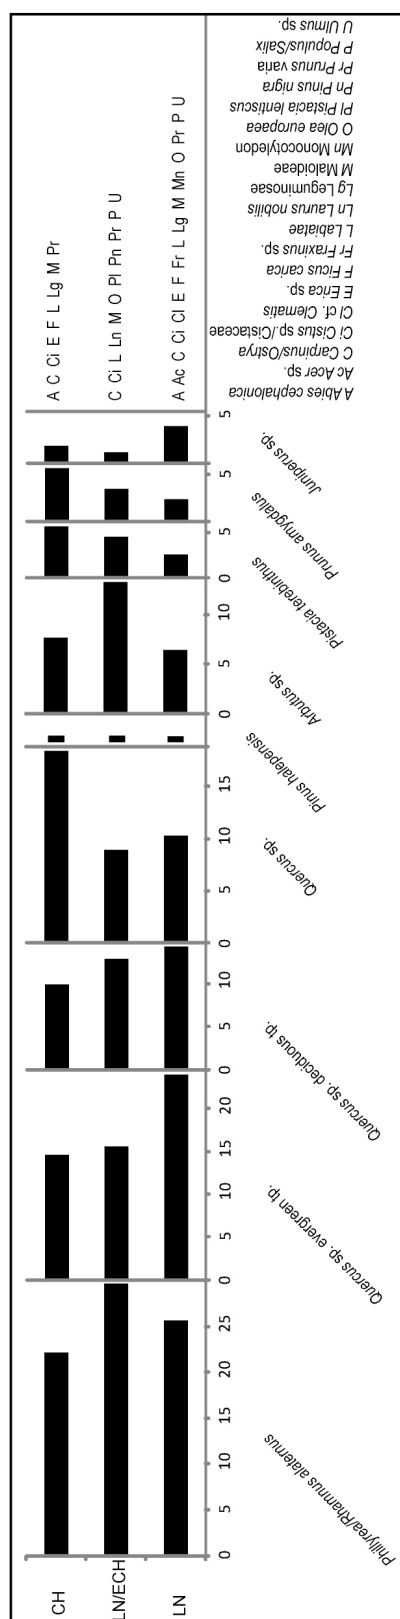 CH
LN/ECH
LN
A C Ci E F L Lg M Pr
C Ci L Ln M O Pl Pn Pr P U
A Ac C Ci Cl E F Fr L Lg M Mn O Pr P U
0 5 10 15 20 25
0 5 10 15 20
0 5 10
0 5 10 15
0 5 10
0 5
5
5
Phillyrea/Rhamnus alaternus
Quercus sp. evergreen tp.
Quercus sp. deciduous tp.
Quercus sp.
Pinus halepensis
Arbutus sp.
Pistacia terebinthus
Prunus amygdalus
Juniperus sp.
A Abies cephalonica
Ac Acer sp.
C Carpinus/Ostrya
Ci Cistus sp./Cistaceae
Cl cf. Clematis
E Erica sp.
F Ficus carica
Fr Fraxinus sp.
L Labiatae
Ln Laurus nobilis
Lg Leguminosae
M Maloideae
Mn Monocotyledon
O Olea europaea
Pl Pistacia lentiscus
Pn Pinus nigra
Pr Prunus varia
P Populus/Salix
U Ulmus sp.